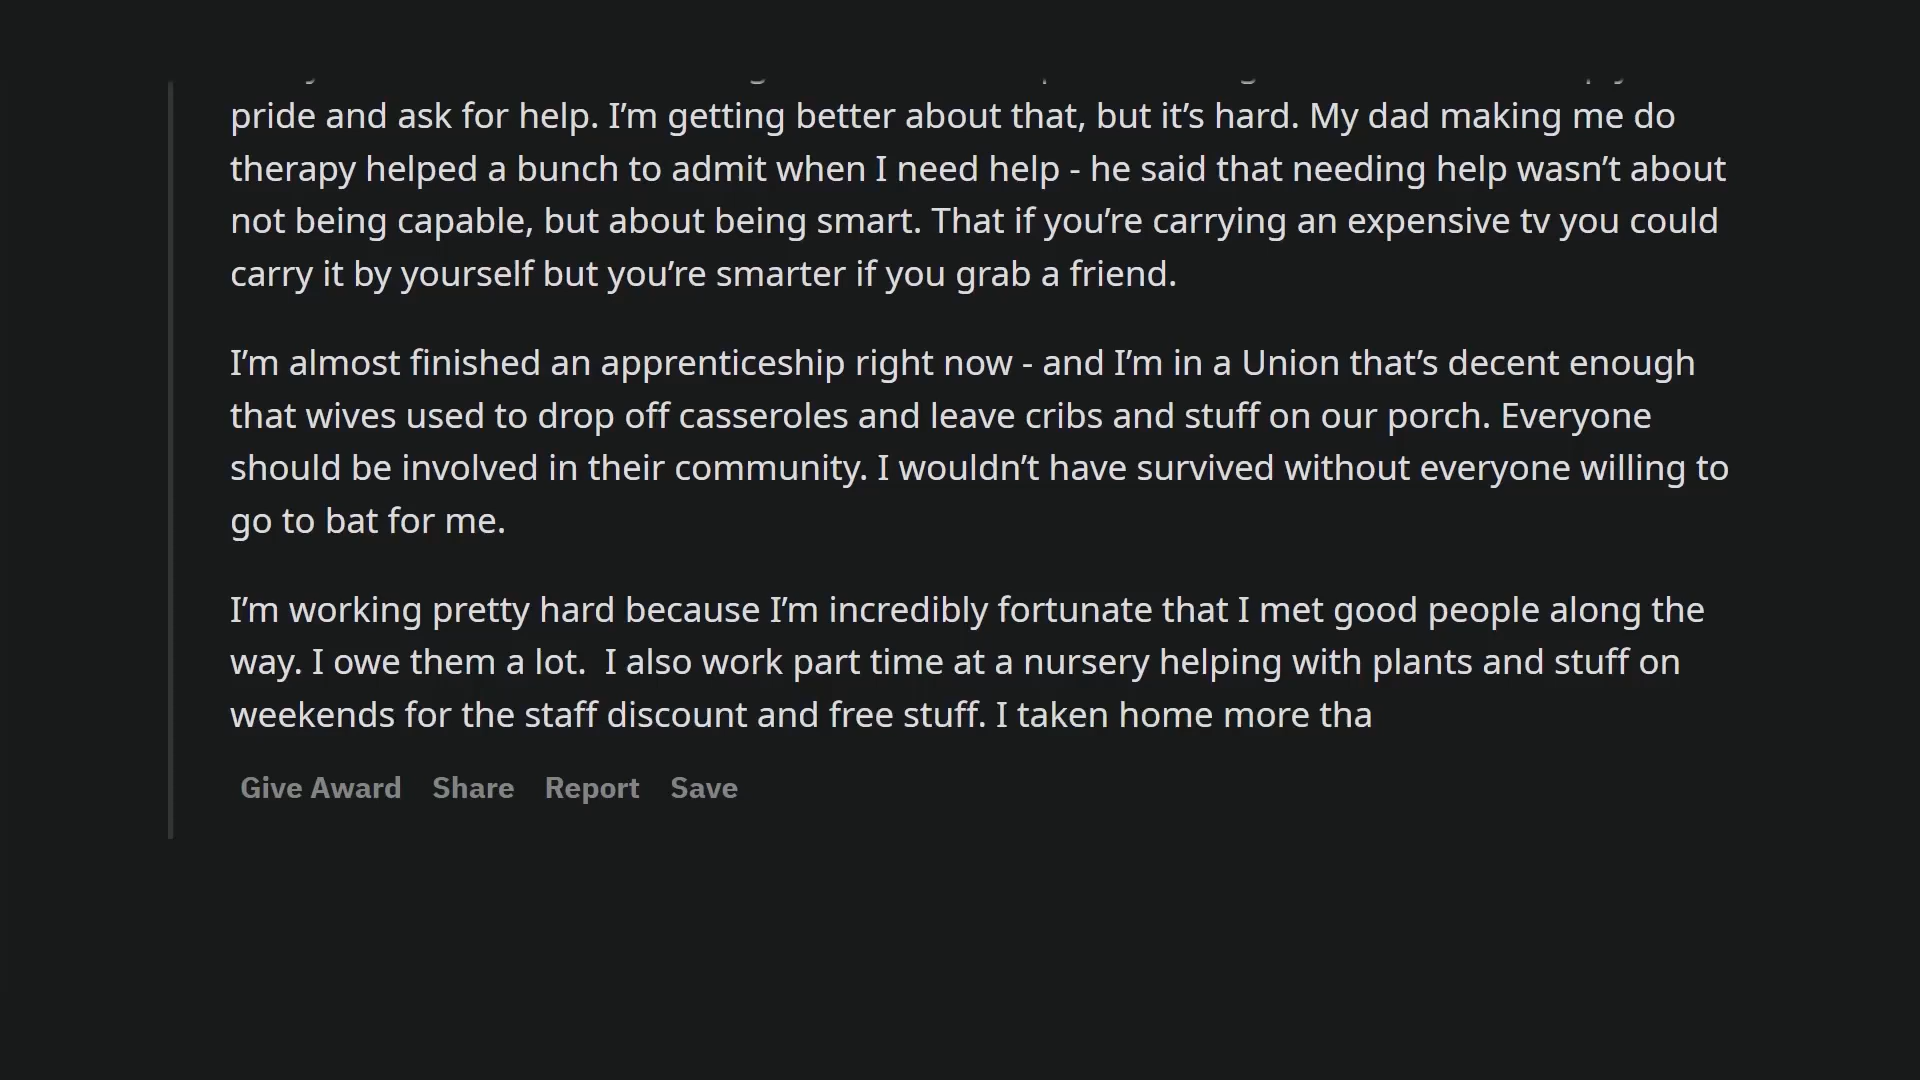 pride and ask for help. I’m getting better about that, but it’s hard. My dad making me do
therapy helped a bunch to admit when I need help - he said that needing help wasn’t about
not being capable, but about being smart. That if you’re carrying an expensive tv you could
carry it by yourself but you’re smarter if you grab a friend.
I’m almost finished an apprenticeship right now - and I’m in a Union that’s decent enough
that wives used to drop off casseroles and leave cribs and stuff on our porch. Everyone
should be involved in their community. I wouldn’t have survived without everyone willing to
go to bat for me.
I’m working pretty hard because I’m incredibly fortunate that I met good people along the
way. I owe them a lot.  I also work part time at a nursery helping with plants and stuff on
weekends for the staff discount and free stuff. I taken home more tha
Give Award Share Report Save